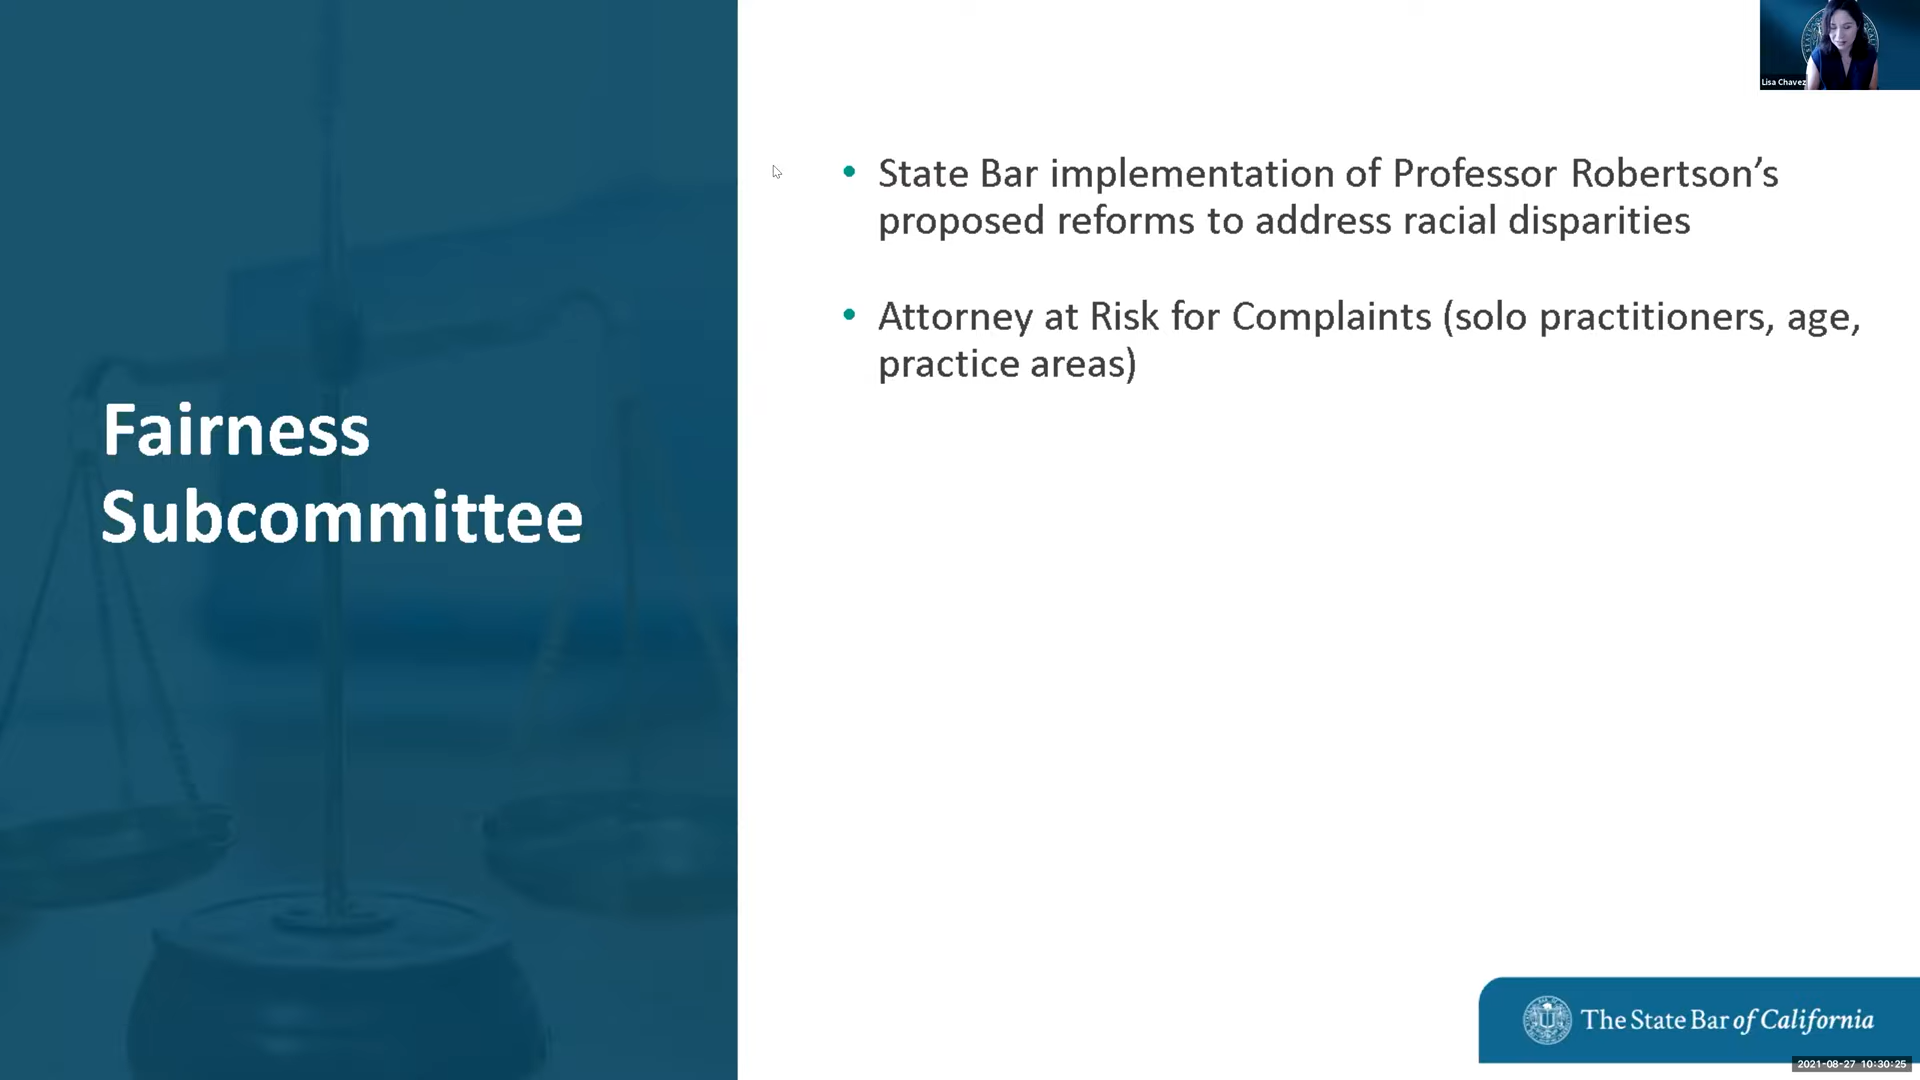 Lisa Chavez
State Bar implementation of Professor Robertson’s
proposed reforms to address racial disparities
Attorney at Risk for Complaints (solo practitioners, age,
practice areas)
Fairness
Subcommittee
The State Bar of California
2021-08-27 10:30:25